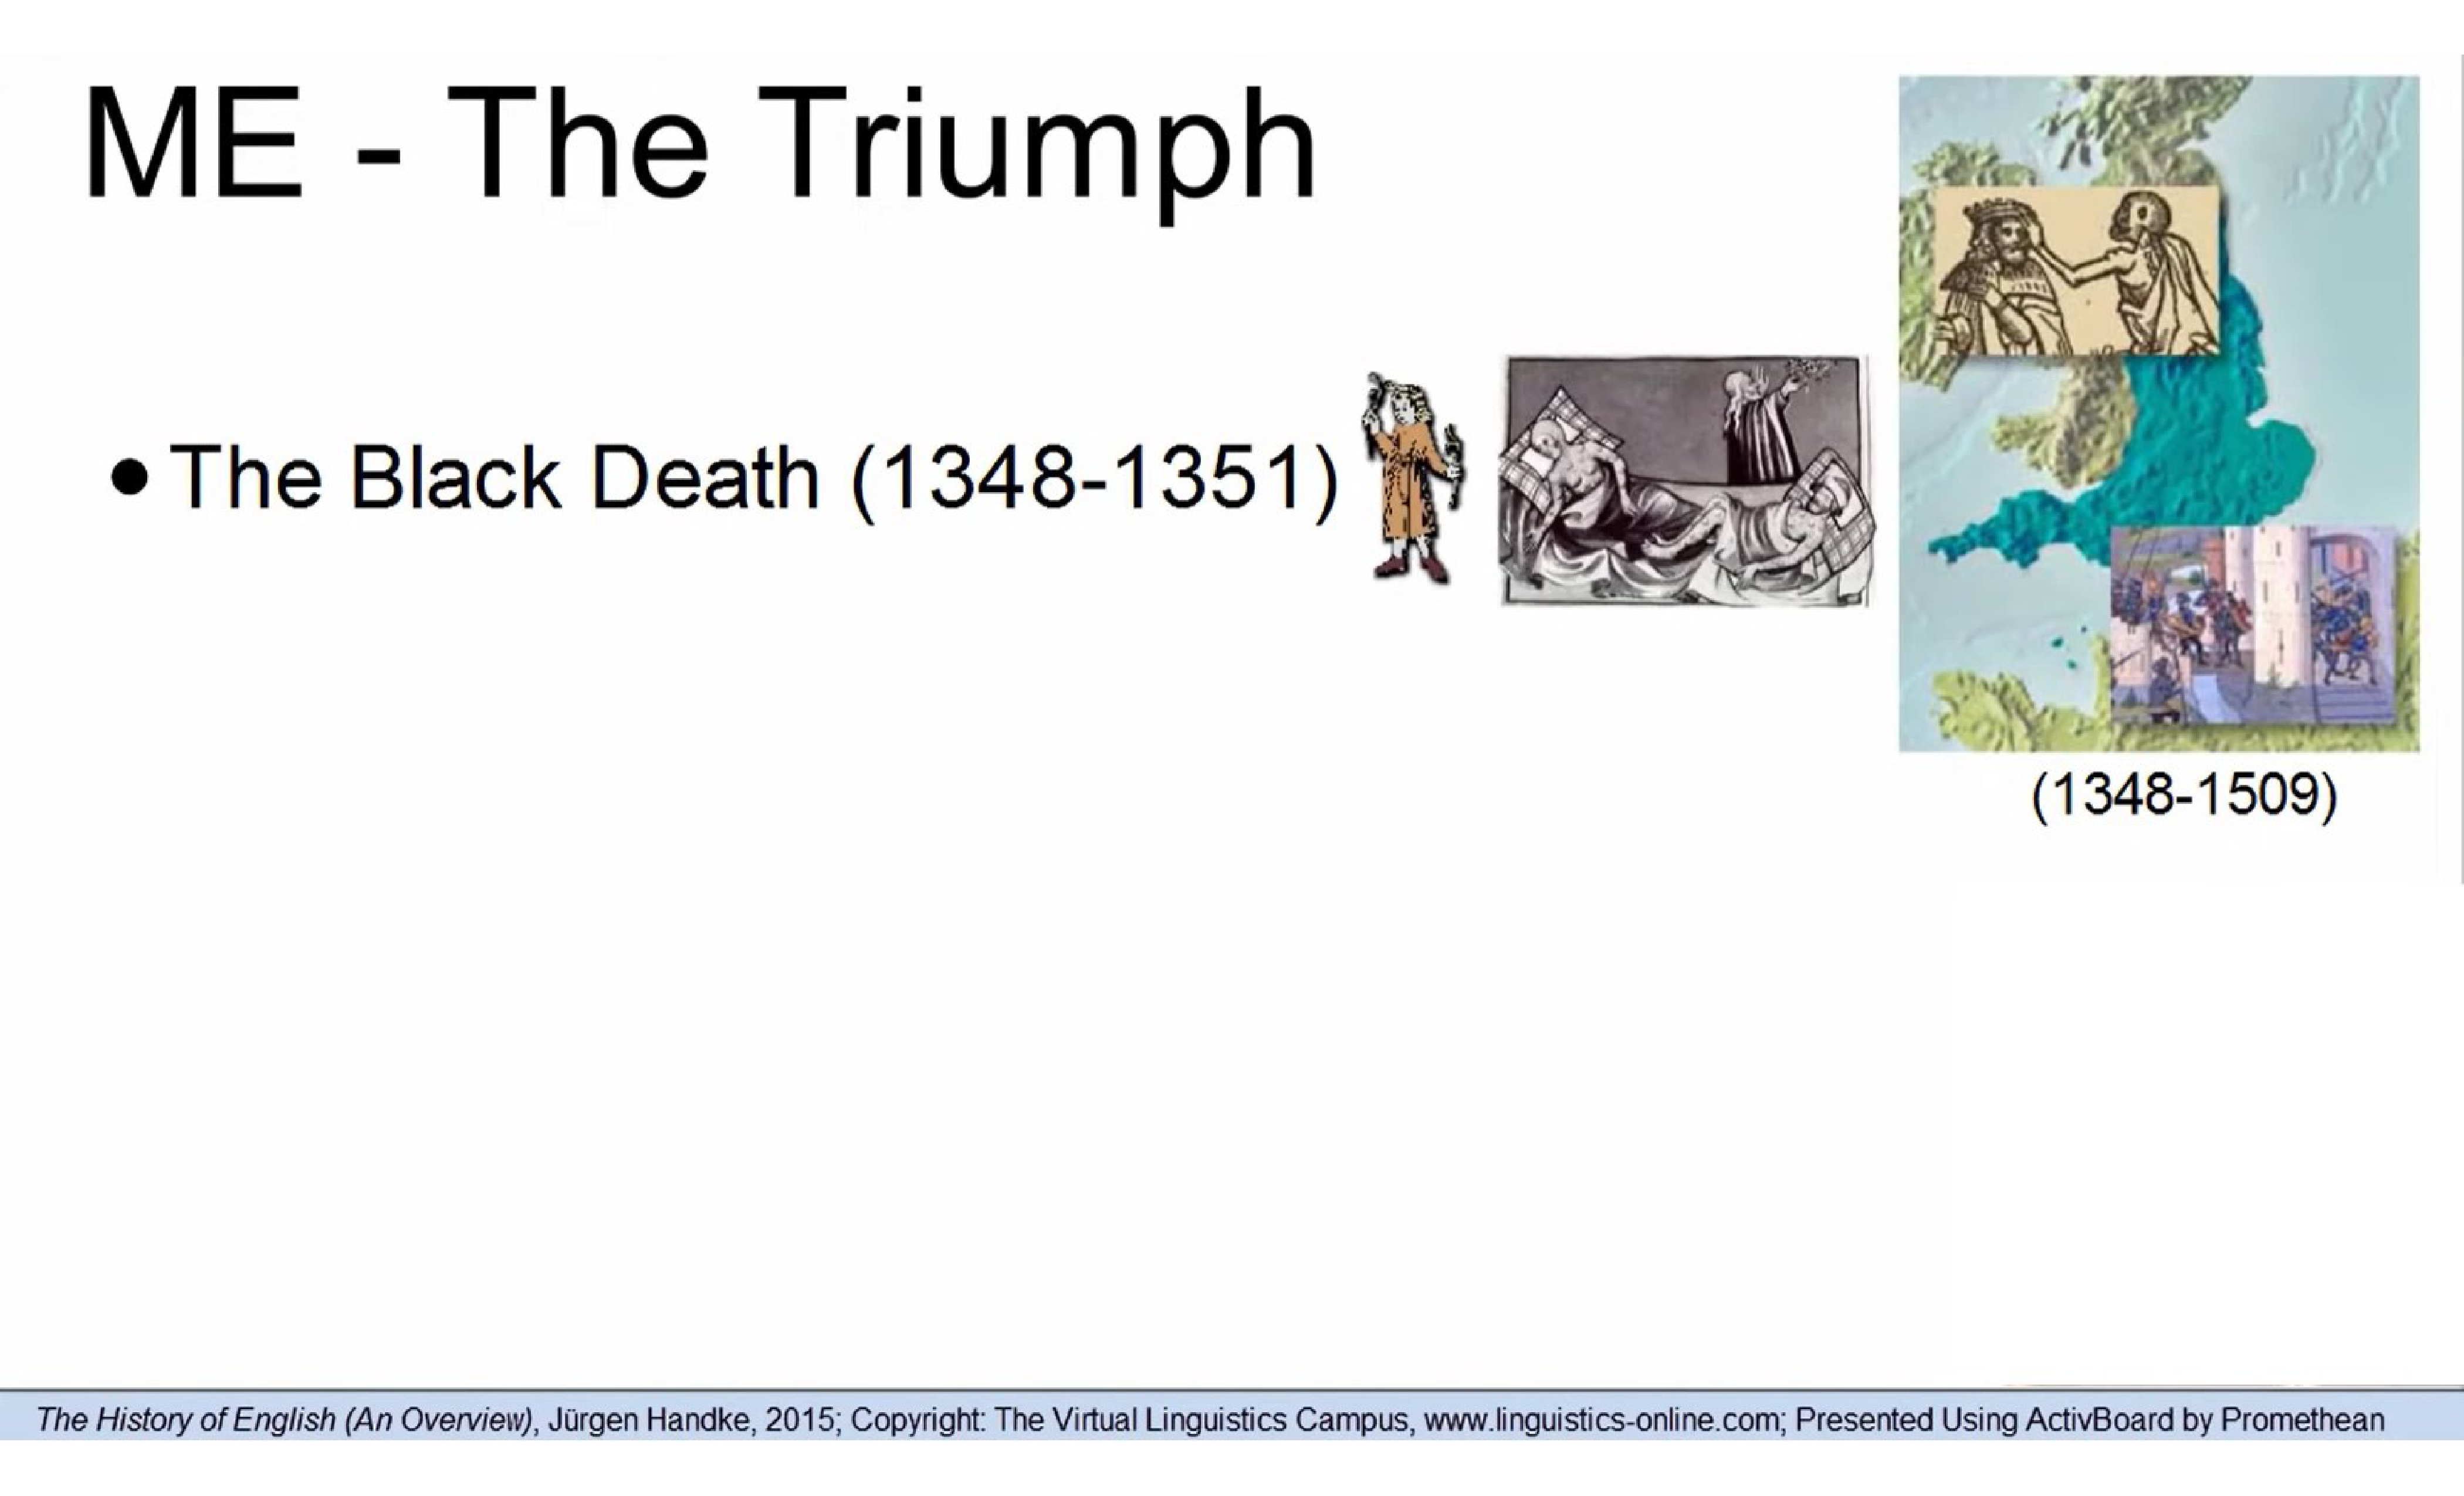 ME - The Triumph
• The Black Death (1348-1351)
(1348-1509)
The History of English (An Overview), Jürgen Handke, 2015; Copyright: The Virtual Linguistics Campus, www.linguistics-online.com; Presented Using ActivBoard by Promethean